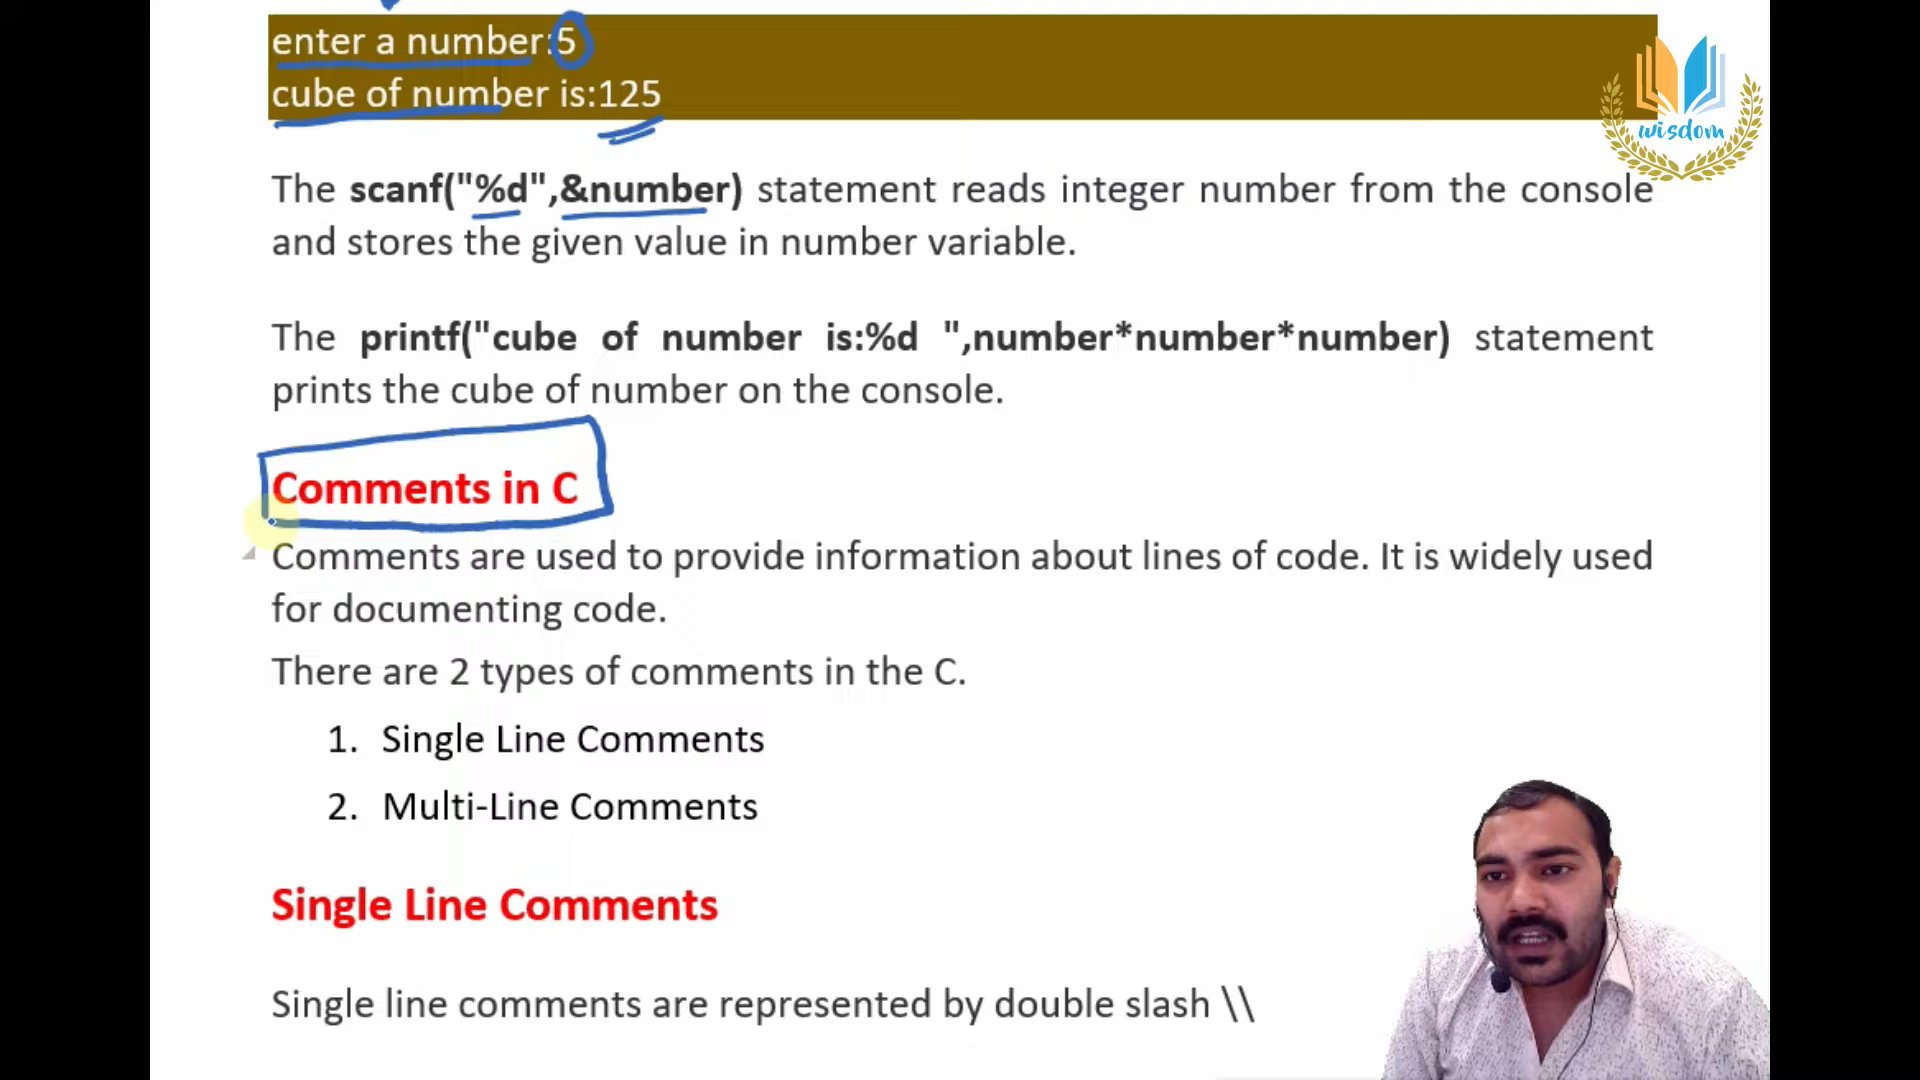 enter a number:5
cube of number is:125
wisdom
The scanf("%d",&number) statement reads integer number from the console
and stores the given value in number variable.
The printf("cube of number is:%d ",number*number*number) statement
prints the cube of number on the console.
Comments in C
Comments are used to provide information about lines of code. It is widely used
for documenting code.
There are 2 types of comments in the C.
1. Single Line Comments
2. Multi-Line Comments
Single Line Comments
Single line comments are represented by double slash \\